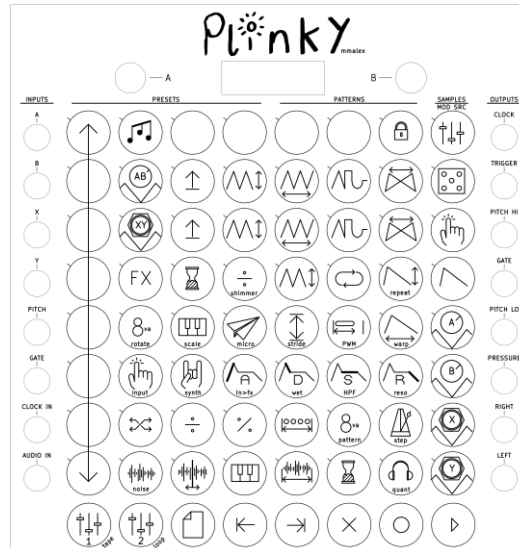 Plinky
mmalex
A
B
INPUTS
PRESETS
PATTERNS
SAMPLES
MOD SRC
OUTPUTS
A
CLOCK
B
AB
TRIGGER
X
XY
PITCH HI
Y
FX
shimmer
repeat
GATE
PITCH
8va
rotate
scale
micro
stride
PWM
warp
A
PITCH LO
GATE
input
synth
A
in>fx
D
wet
S
HPF
R
reso
B
PRESSURE
CLOCK IN
8va
pattern
step
X
RIGHT
AUDIO IN
noise
quant
Y
LEFT
1
tape
2
loop